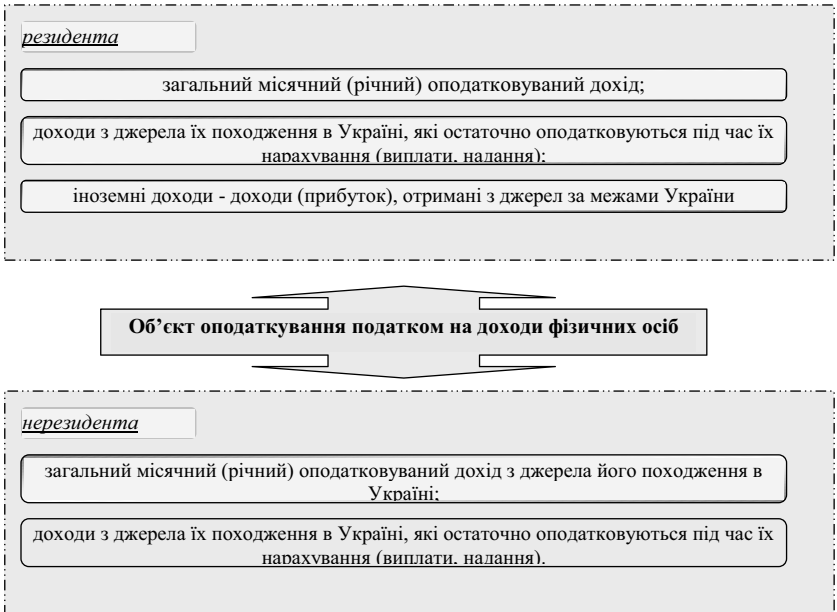 резидента
загальний місячний (річний) оподатковуваний дохід;
доходи з джерела їх походження в Україні, які остаточно оподатковуються під час їх
нарахування (виплати, надання);
іноземні доходи - доходи (прибуток), отримані з джерел за межами України
Об’єкт оподаткування податком на доходи фізичних осіб
нерезидента
загальний місячний (річний) оподатковуваний дохід з джерела його походження в
Україні;
доходи з джерела їх походження в Україні, які остаточно оподатковуються під час їх
нарахування (виплати, надання).